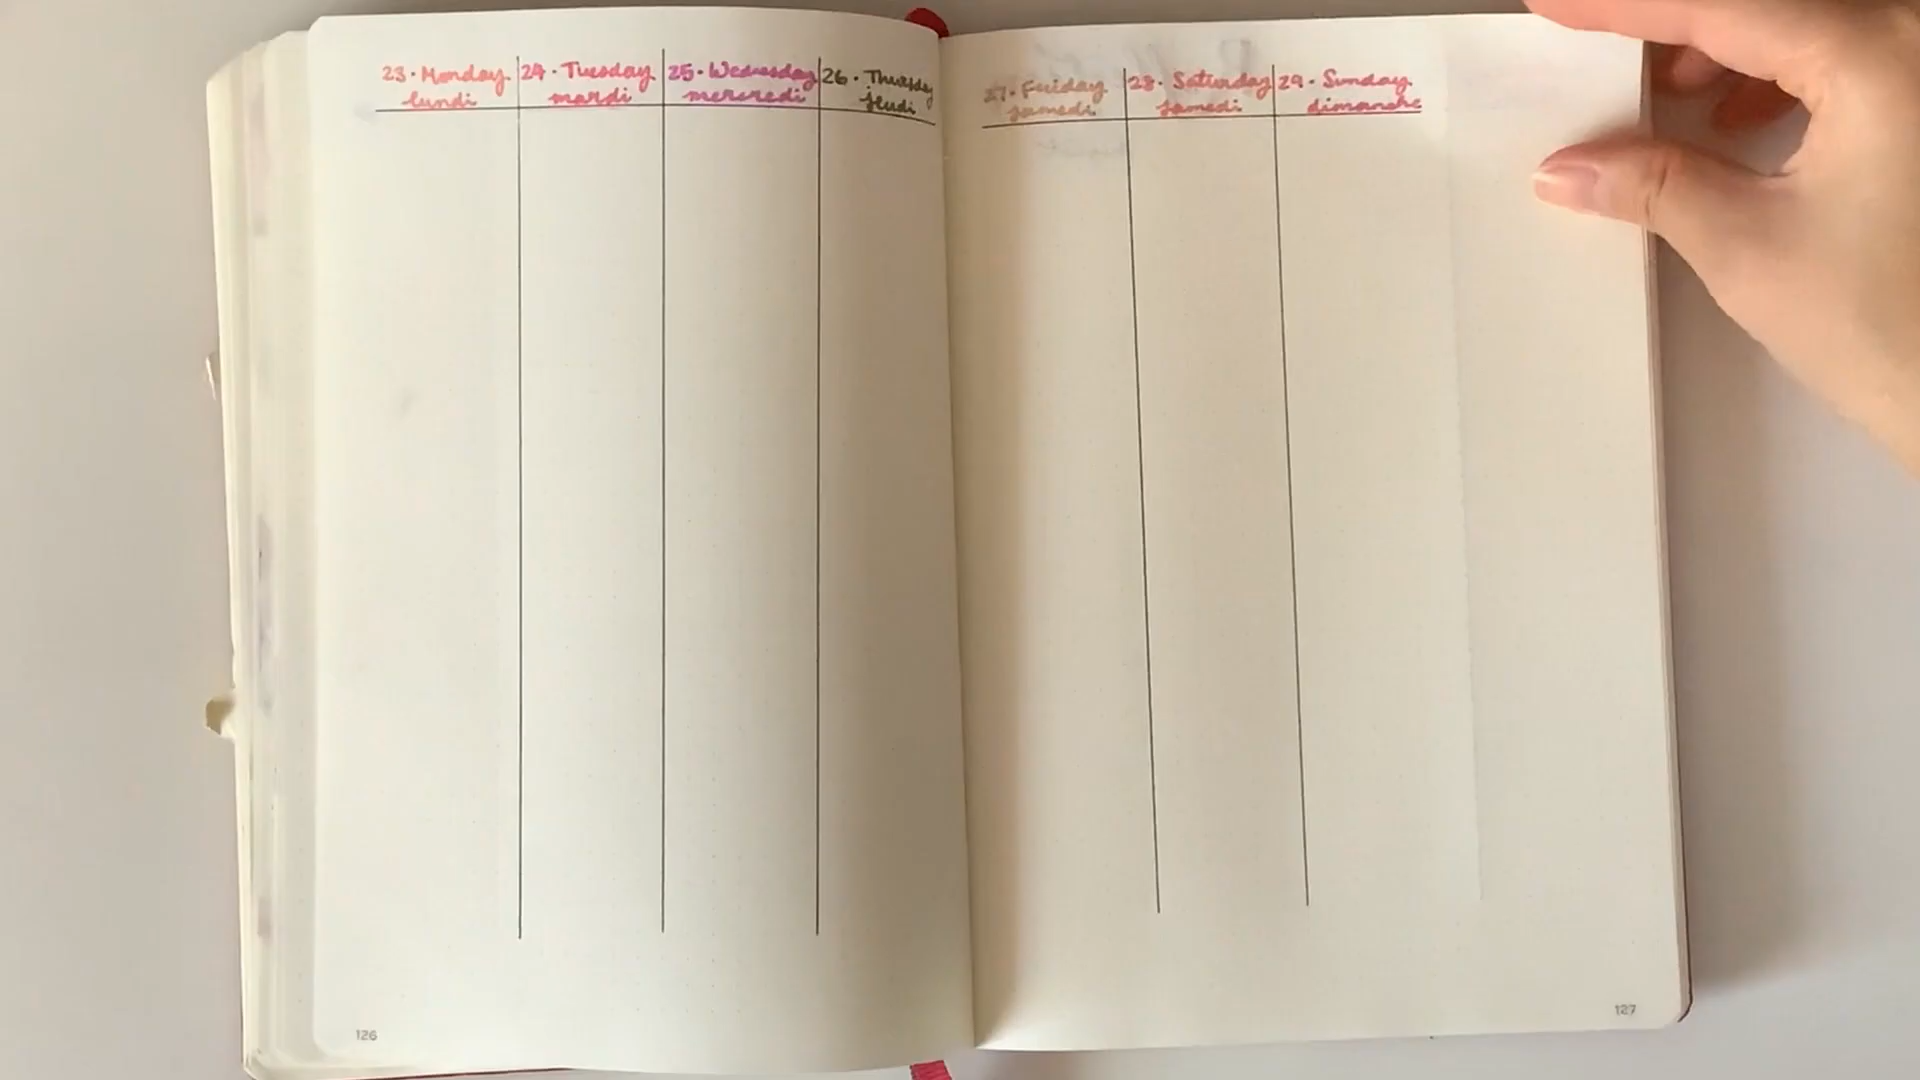 23 · Monday
lundi
24 · Tuesday
mardi
25 · Wednesday
mercredi
26 · Thursday
jeudi
27 · Friday
samedi
28 · Saturday
samedi
29 · Sunday
dimanche
126
127